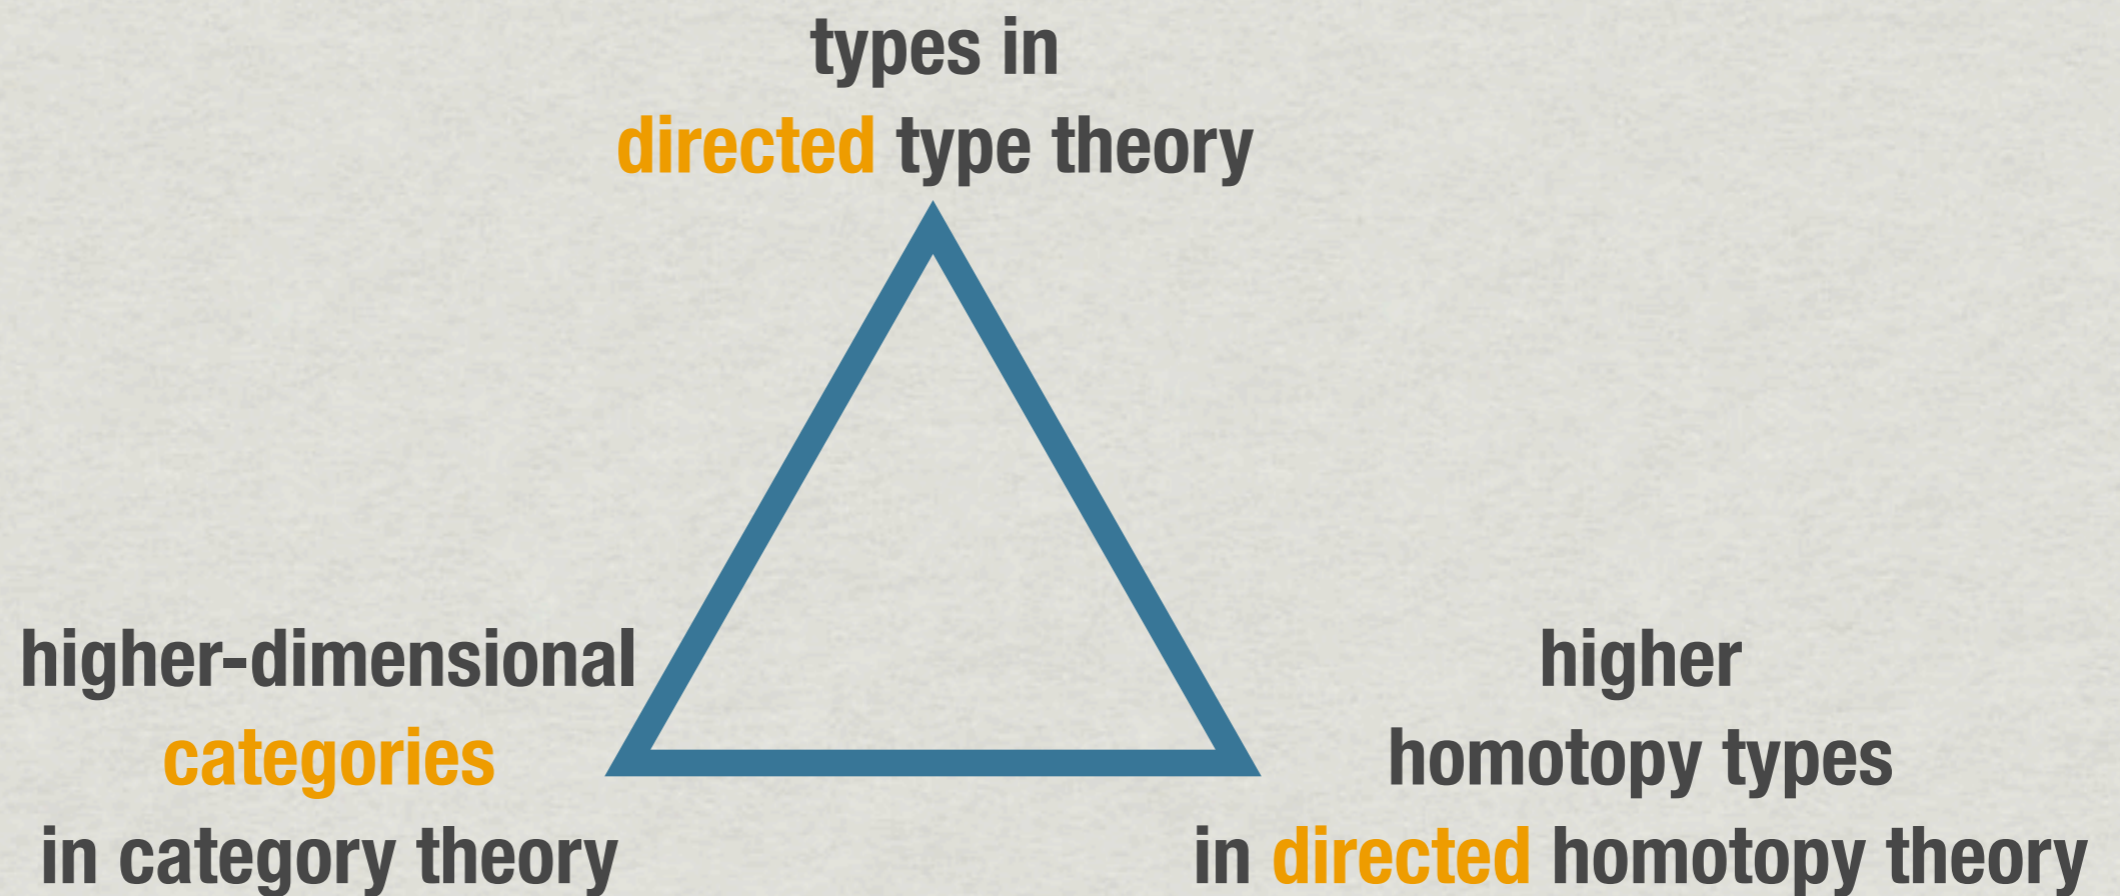 types in
directed type theory
higher-dimensional
categories
in category theory
higher
homotopy types
in directed homotopy theory